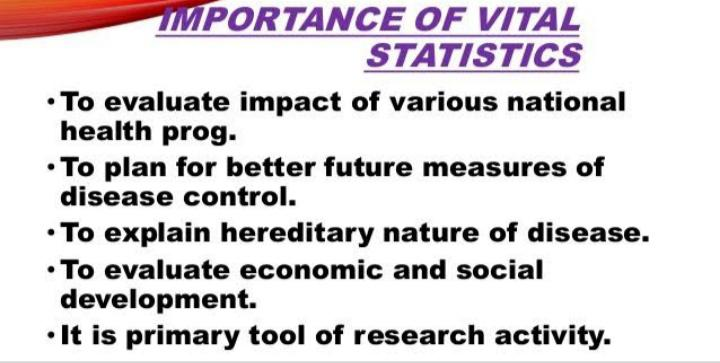 IMPORTANCE OF VITAL
STATISTICS
• To evaluate impact of various national
health prog.
• To plan for better future measures of
disease control.
• To explain hereditary nature of disease.
• To evaluate economic and social
development.
• It is primary tool of research activity.